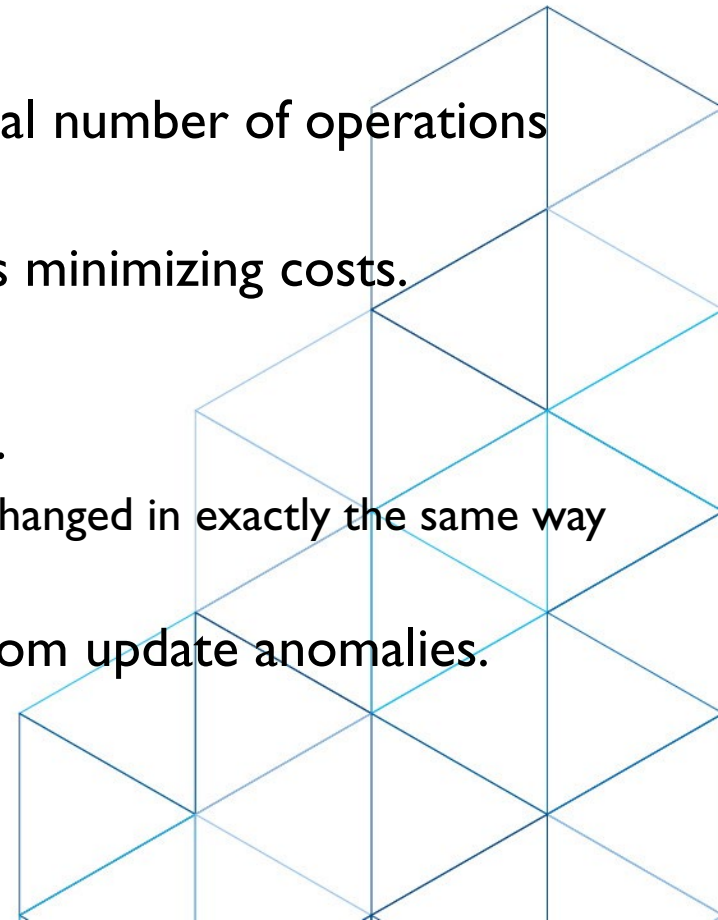 al number of operations
s minimizing costs.
.
hanged in exactly the same way
om update anomalies.